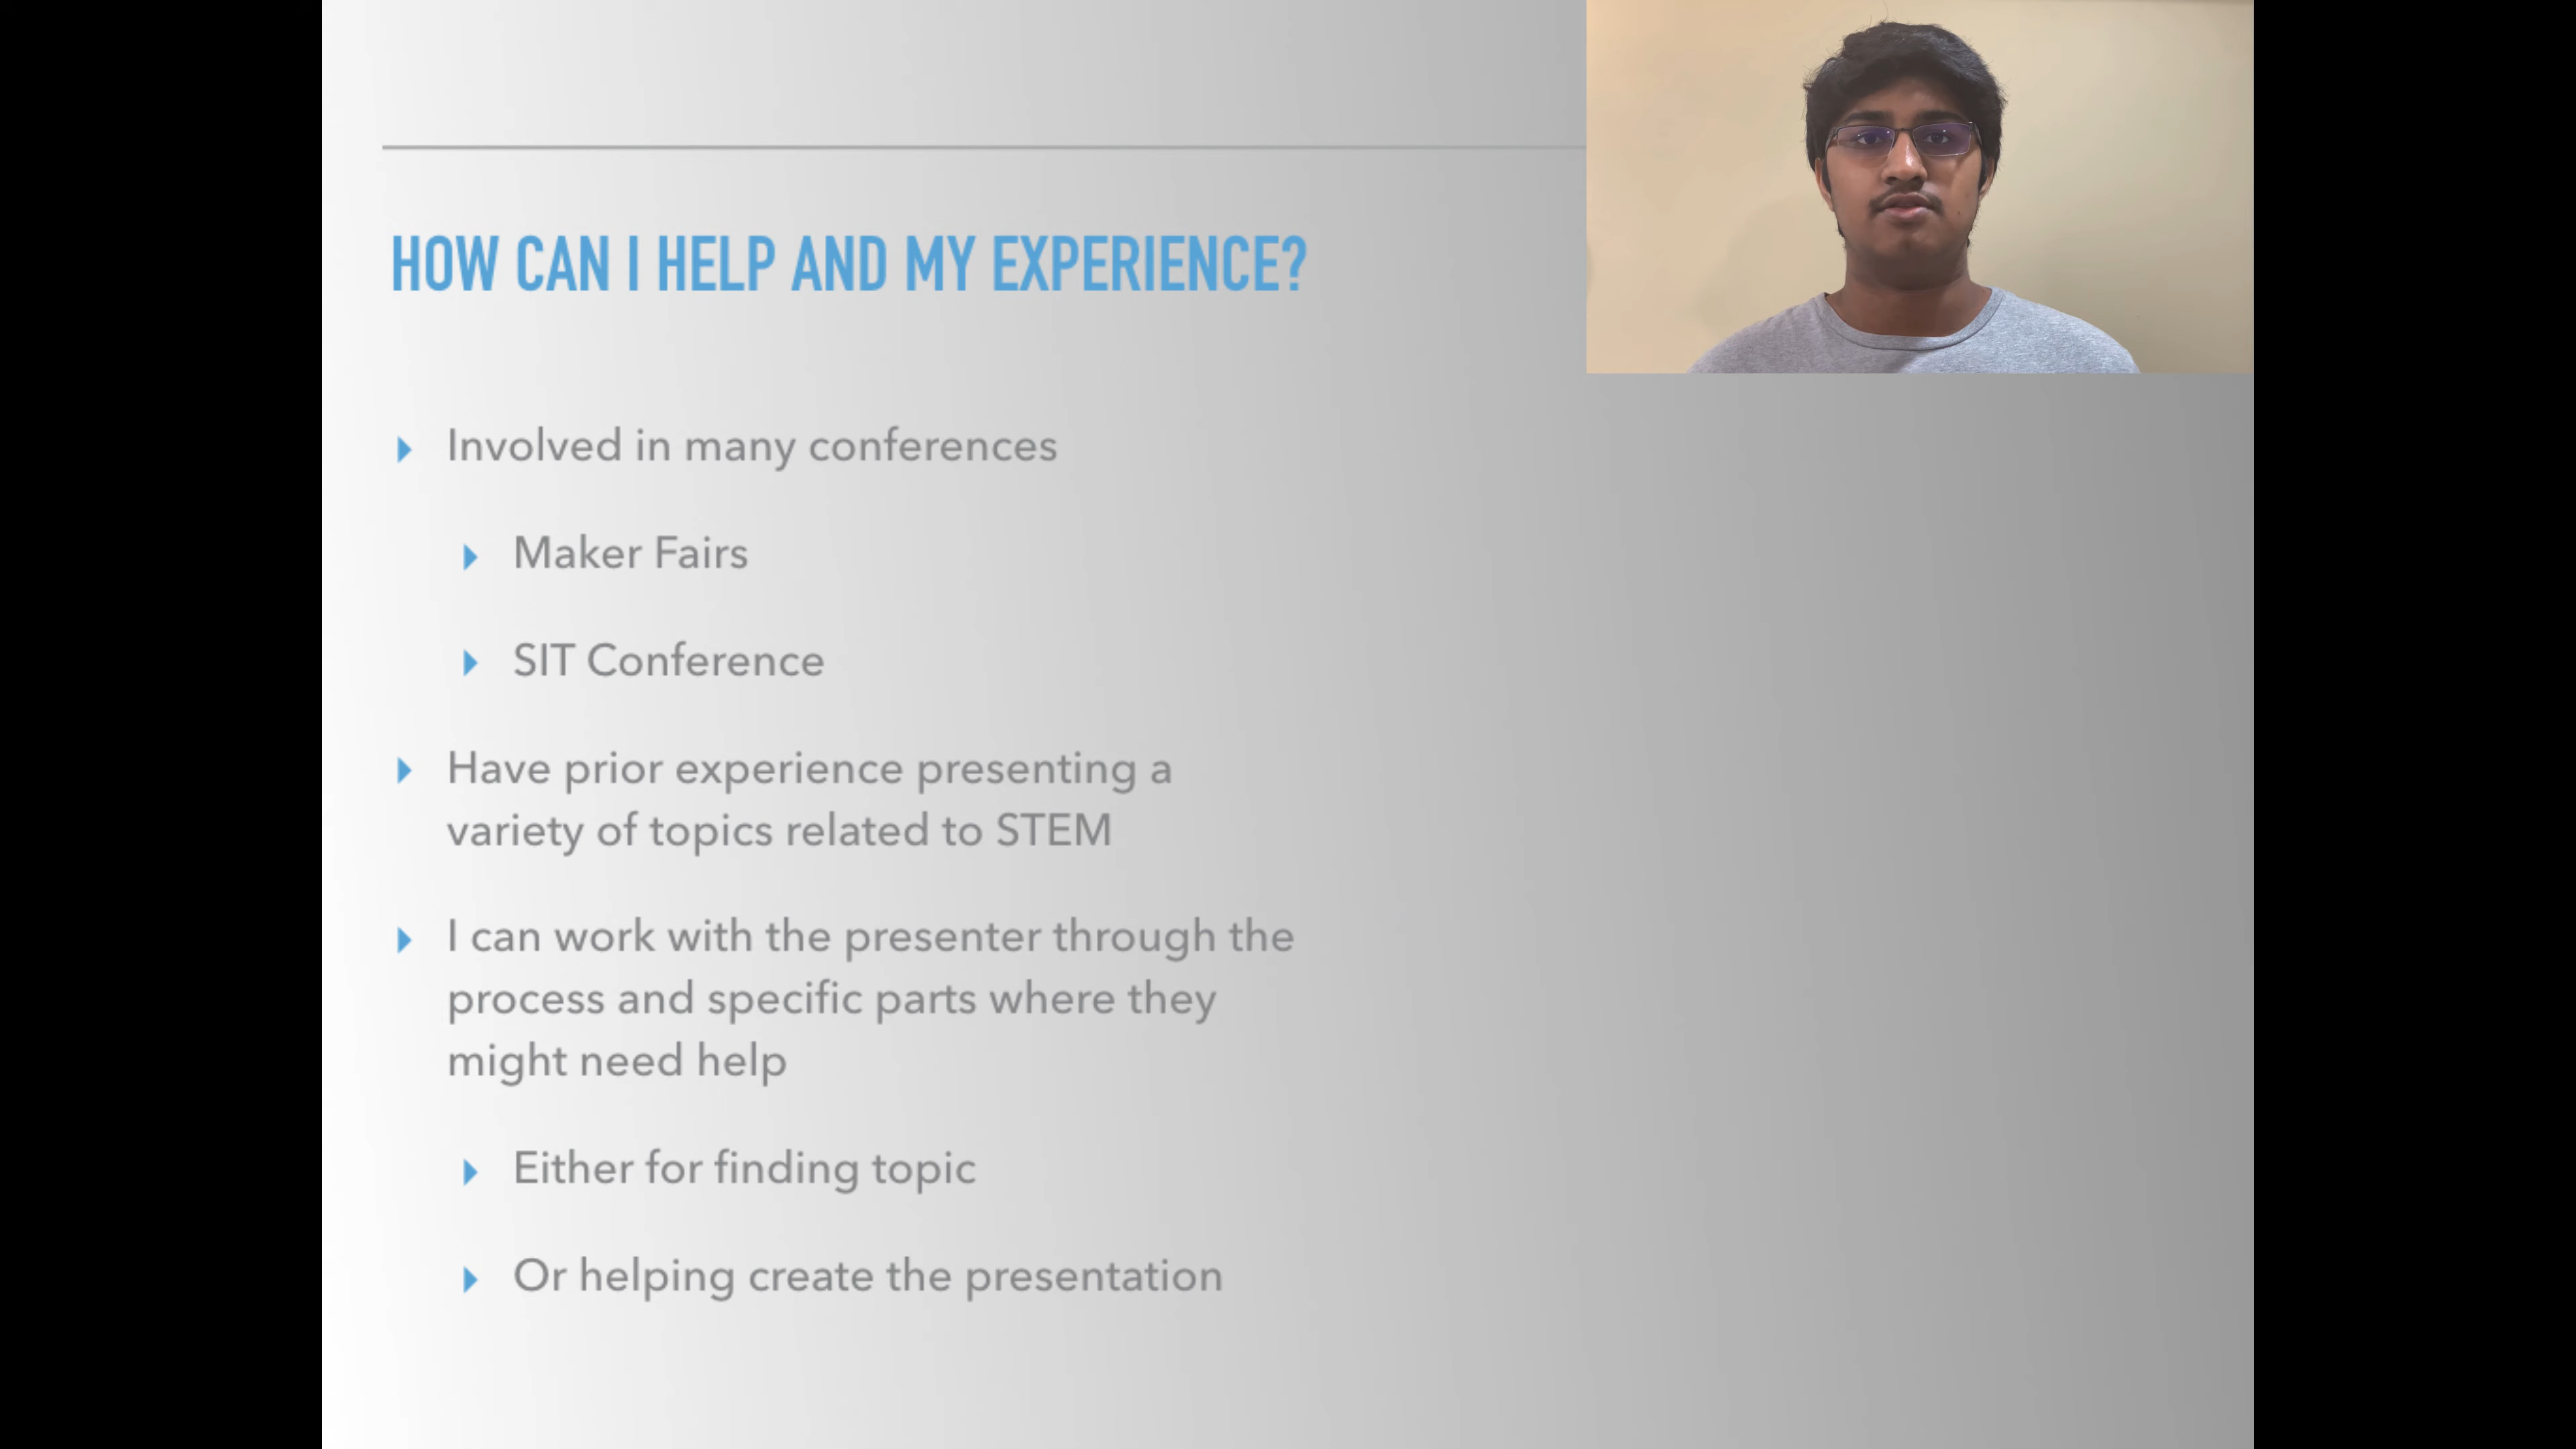 HOW CAN I HELP AND MY EXPERIENCE?
Involved in many conferences
Maker Fairs
SIT Conference
Have prior experience presenting a
variety of topics related to STEM
I can work with the presenter through the
process and specific parts where they
might need help
Either for finding topic
Or helping create the presentation